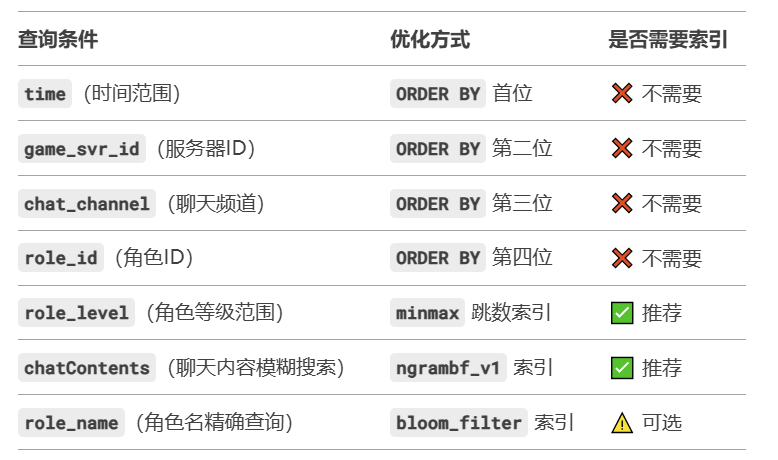 查询条件 优化方式 是否需要索引
time (时间范围) ORDER BY 首位 ❌ 不需要
game_svr_id (服务器ID) ORDER BY 第二位 ❌ 不需要
chat_channel (聊天频道) ORDER BY 第三位 ❌ 不需要
role_id (角色ID) ORDER BY 第四位 ❌ 不需要
role_level (角色等级范围) minmax 跳数索引 ✅ 推荐
chatContents (聊天内容模糊搜索) ngrambf_v1 索引 ✅ 推荐
role_name (角色名精确查询) bloom_filter 索引 ⚠️ 可选